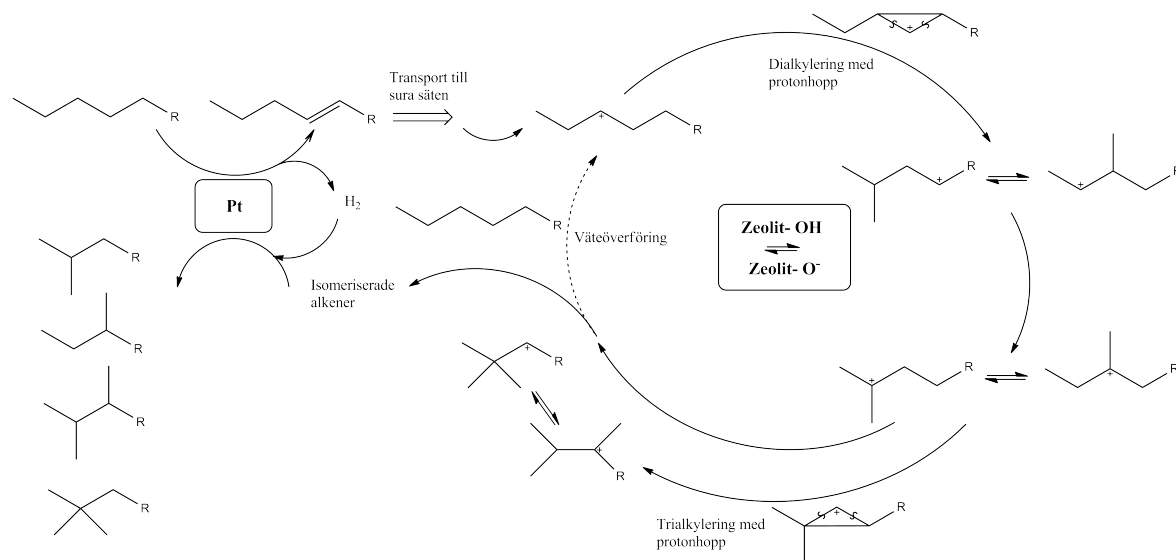 R
Dialkylering med
protonhopp
Transport till
sura säten
R
R
+
R
+
R
+
R
+
Pt
H₂
R
Zeolit- OH
Zeolit- O⁻
Väteöverföring
R
Isomeriserade
alkener
R
+
R
+
R
+
R
+
R
R
+
R
R
+
R
Trialkylering med
protonhopp